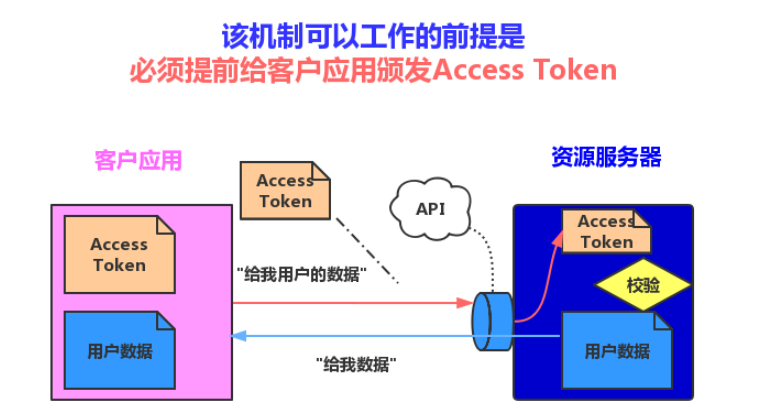 该机制可以工作的前提是
必须提前给客户应用颁发Access Token
客户应用
资源服务器
Access
Token
API
Access
Token
Access
Token
"给我用户的数据"
校验
用户数据
用户数据
"给我数据"